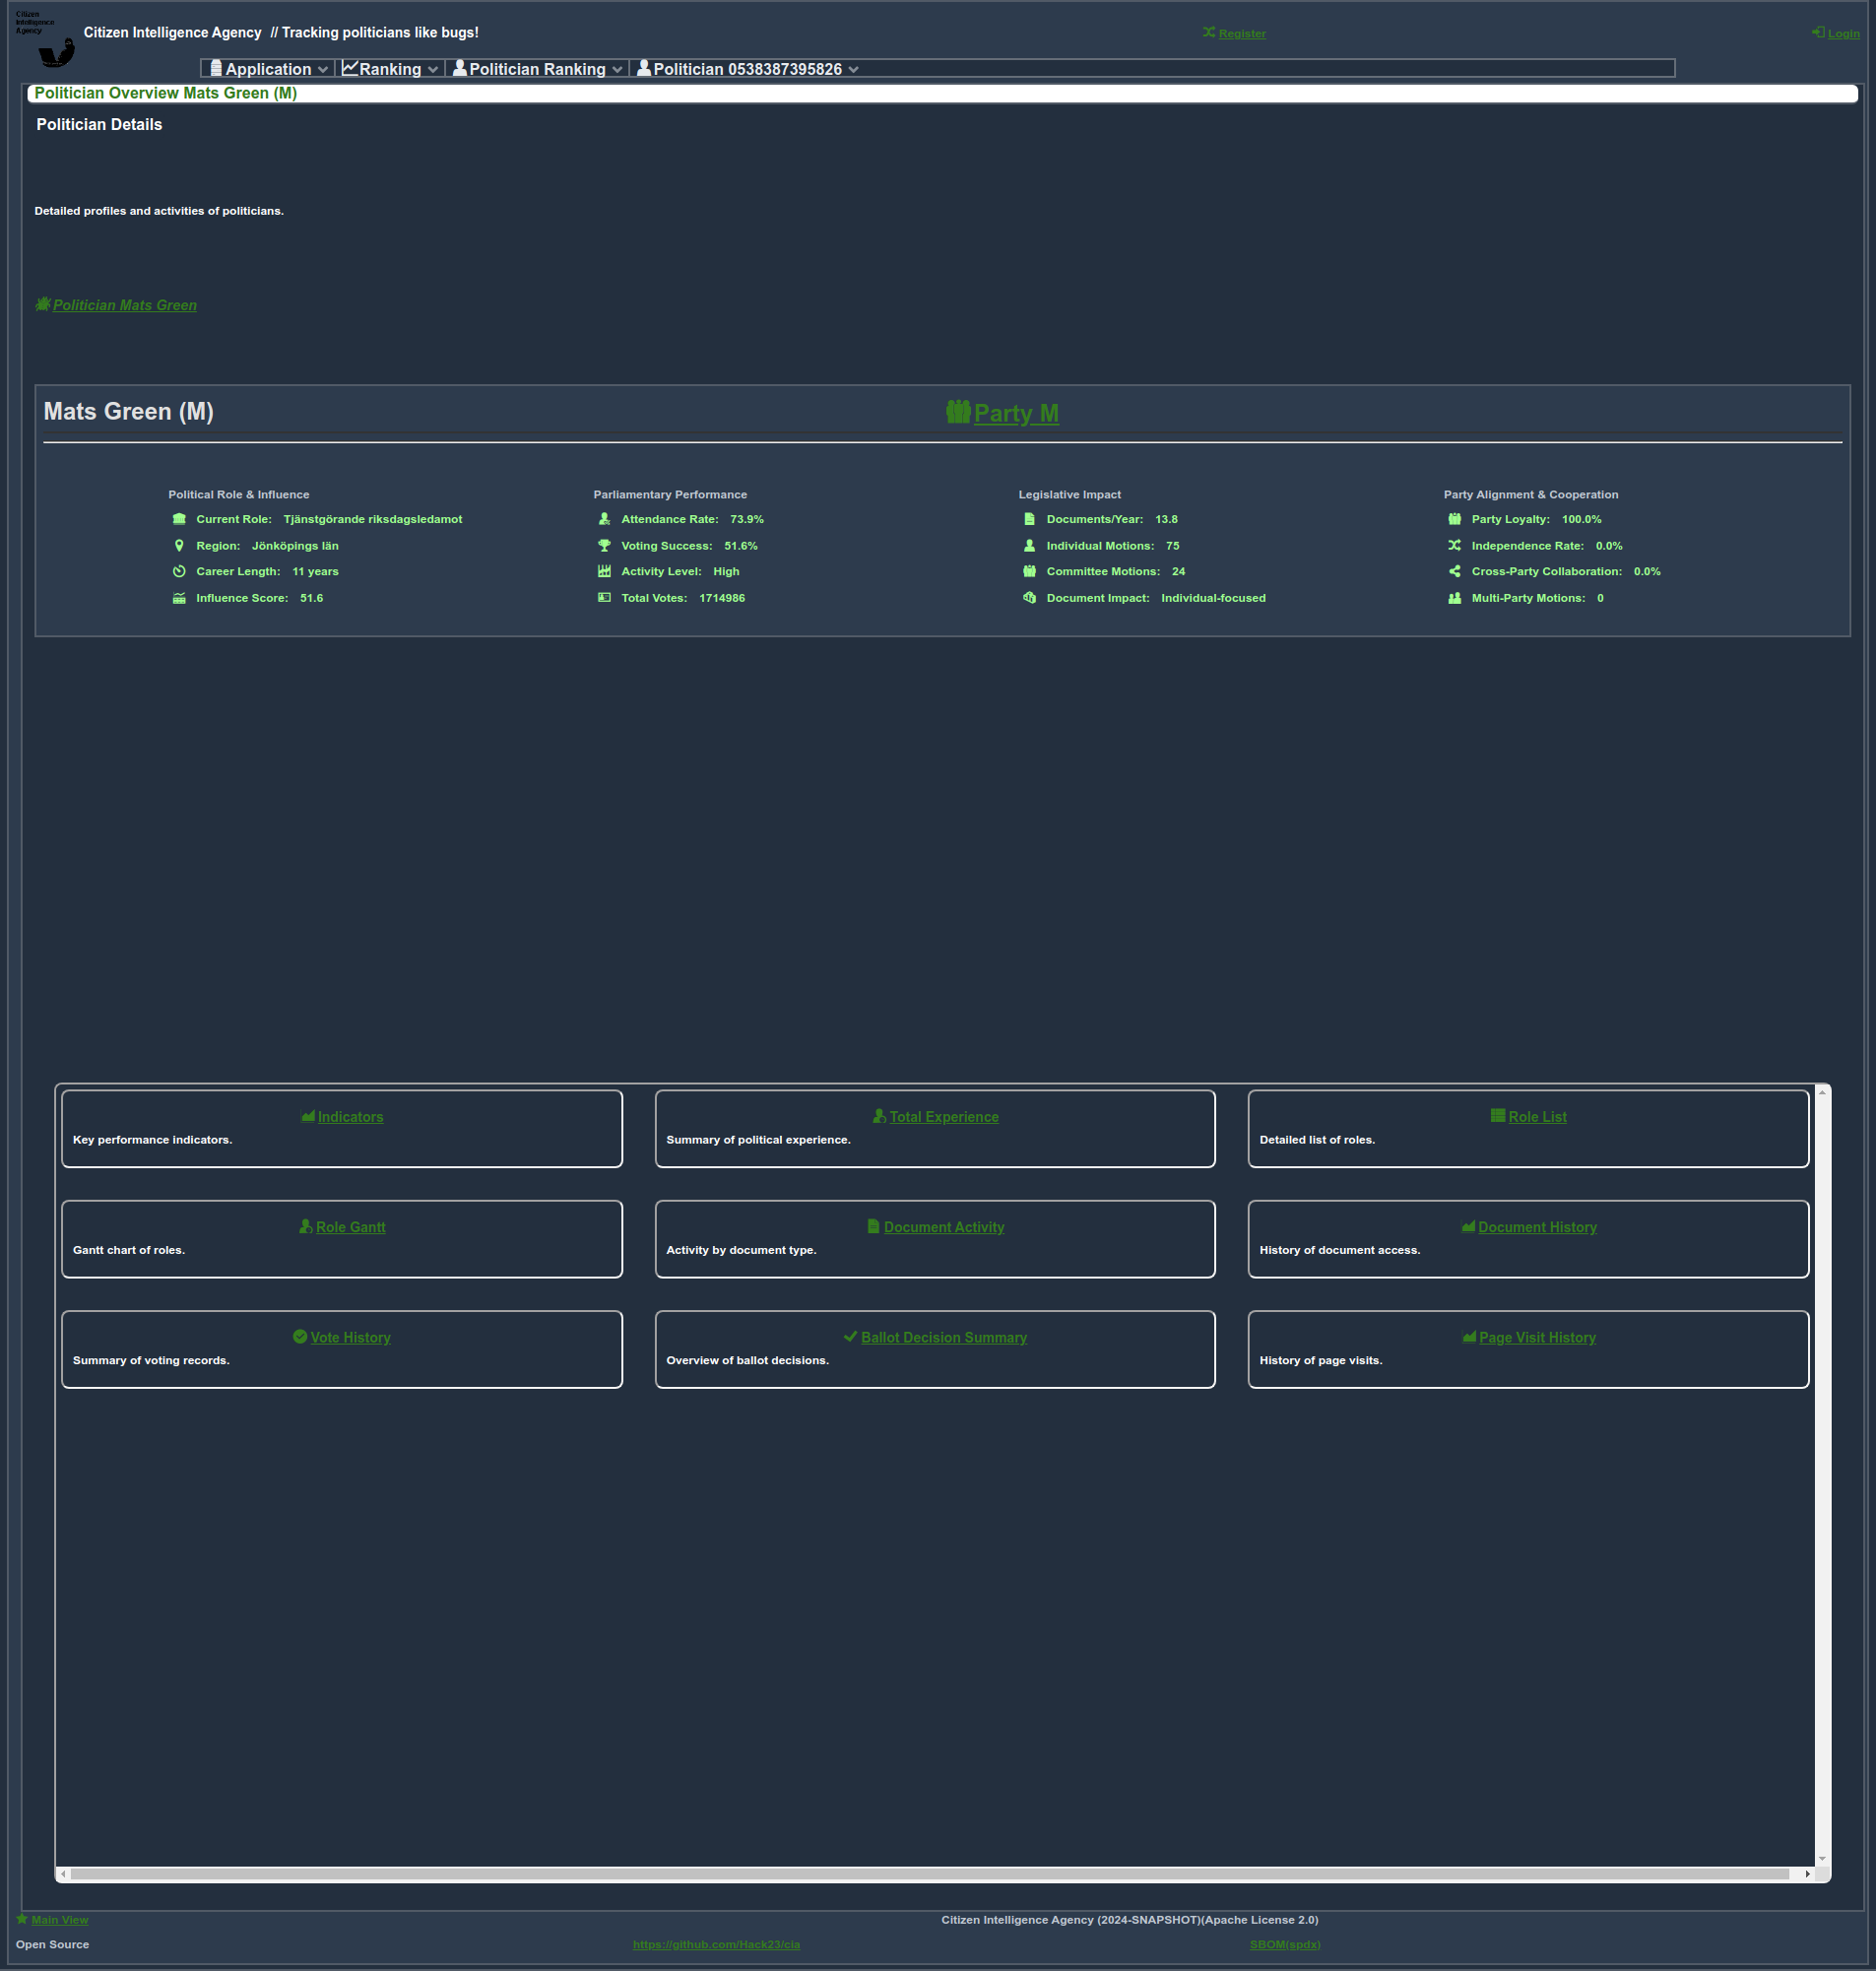 Citizen
Intelligence
Agency
Citizen Intelligence Agency // Tracking politicians like bugs!
Register
Login
Application
Ranking
Politician Ranking
Politician 0538387395826
Politician Overview Mats Green (M)
Politician Details
Detailed profiles and activities of politicians.
Politician Mats Green
Mats Green (M)
Party M
Political Role & Influence
Current Role: Tjänstgörande riksdagsledamot
Region: Jönköpings län
Career Length: 11 years
Influence Score: 51.6
Parliamentary Performance
Attendance Rate: 73.9%
Voting Success: 51.6%
Activity Level: High
Total Votes: 1714986
Legislative Impact
Documents/Year: 13.8
Individual Motions: 75
Committee Motions: 24
Document Impact: Individual-focused
Party Alignment & Cooperation
Party Loyalty: 100.0%
Independence Rate: 0.0%
Cross-Party Collaboration: 0.0%
Multi-Party Motions: 0
Indicators
Key performance indicators.
Total Experience
Summary of political experience.
Role List
Detailed list of roles.
Role Gantt
Gantt chart of roles.
Document Activity
Activity by document type.
Document History
History of document access.
Vote History
Summary of voting records.
Ballot Decision Summary
Overview of ballot decisions.
Page Visit History
History of page visits.
Main View
Citizen Intelligence Agency (2024-SNAPSHOT)(Apache License 2.0)
Open Source
https://github.com/Hack23/cia
SBOM(spdx)